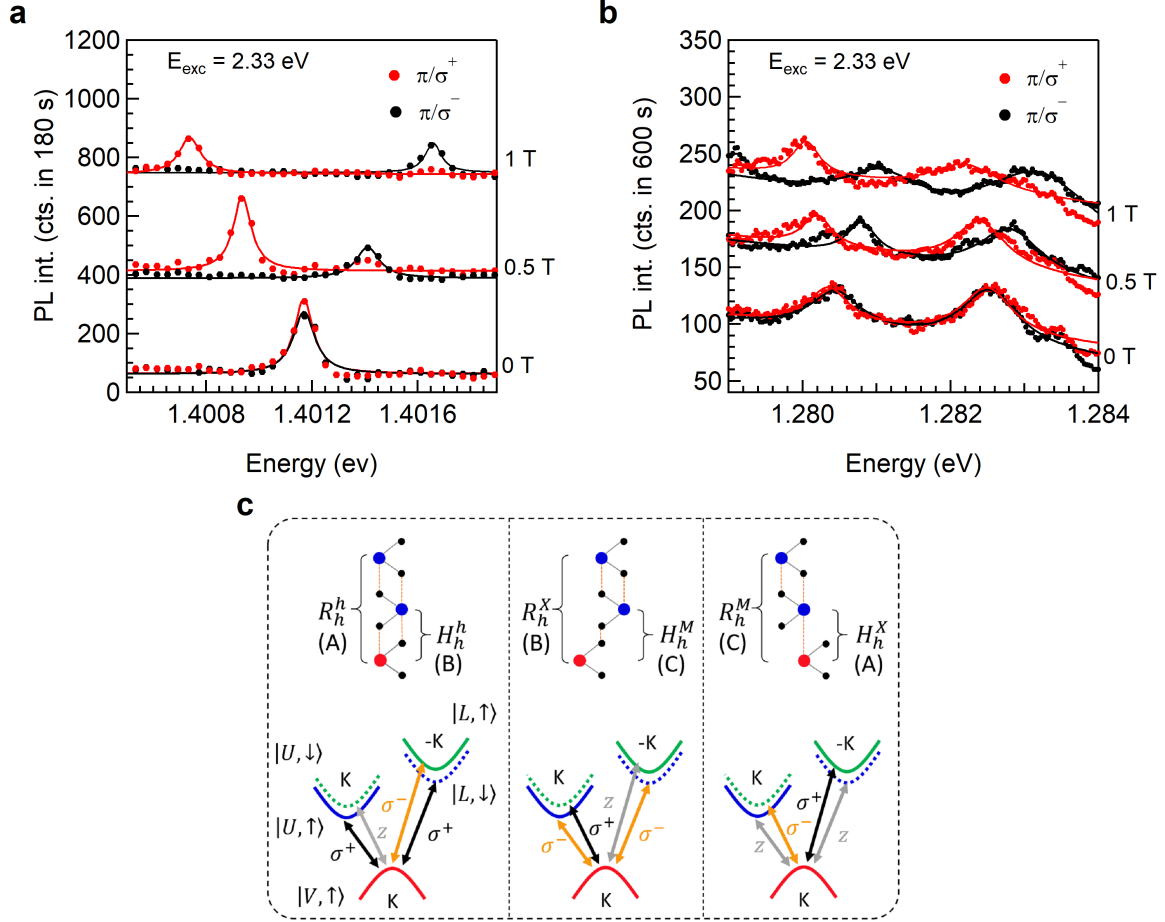 a
1200
1000
800
600
400
200
0
PL int. (cts. in 180 s)
E_exc = 2.33 eV
π/σ⁺
π/σ⁻
1 T
0.5 T
0 T
1.4008
1.4012
1.4016
Energy (ev)
b
350
300
250
200
150
100
50
PL int. (cts. in 600 s)
E_exc = 2.33 eV
π/σ⁺
π/σ⁻
1 T
0.5 T
0 T
1.280
1.282
1.284
Energy (eV)
c
R_h^h
(A)
H_h^h
(B)
R_h^X
(B)
H_h^M
(C)
R_h^M
(C)
H_h^X
(A)
|L,↑⟩
-K
|U,↓⟩
K
|L,↓⟩
|U,↑⟩
σ⁺
z
σ⁻
σ⁺
|V,↑⟩
K
K
-K
σ⁻
σ⁺
z
σ⁻
K
K
-K
z
σ⁻
σ⁺
z
K